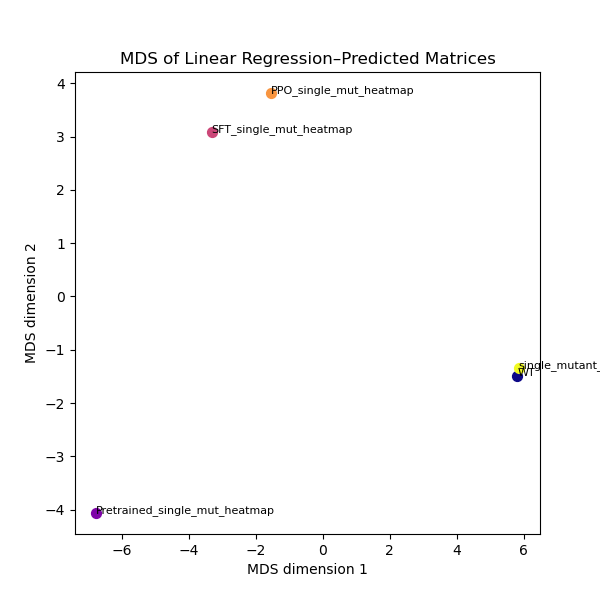 MDS of Linear Regression–Predicted Matrices
4
PPO_single_mut_heatmap
3
SFT_single_mut_heatmap
2
1
MDS dimension 2
0
−1
single_mutant_
WT
−2
−3
−4
Pretrained_single_mut_heatmap
−6 −4 −2 0 2 4 6
MDS dimension 1